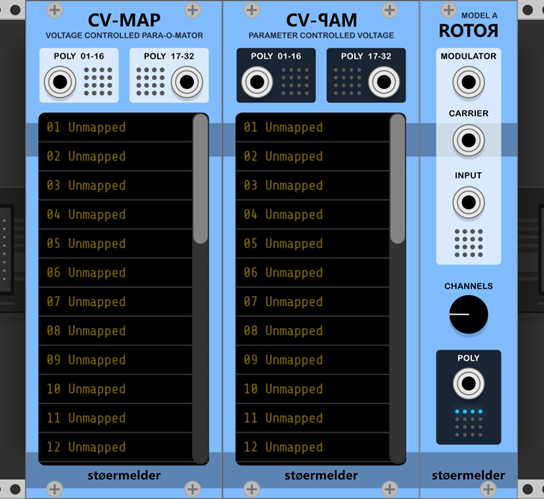 CV-MAP
VOLTAGE CONTROLLED PARA-O-MATOR
POLY 01-16
POLY 17-32
01 Unmapped
02 Unmapped
03 Unmapped
04 Unmapped
05 Unmapped
06 Unmapped
07 Unmapped
08 Unmapped
09 Unmapped
10 Unmapped
11 Unmapped
12 Unmapped
støermelder
CV-ꟼAM
PARAMETER CONTROLLED VOLTAGE
POLY 01-16
POLY 17-32
01 Unmapped
02 Unmapped
03 Unmapped
04 Unmapped
05 Unmapped
06 Unmapped
07 Unmapped
08 Unmapped
09 Unmapped
10 Unmapped
11 Unmapped
12 Unmapped
støermelder
MODEL A
ROTOЯ
MODULATOR
CARRIER
INPUT
CHANNELS
POLY
støermelder